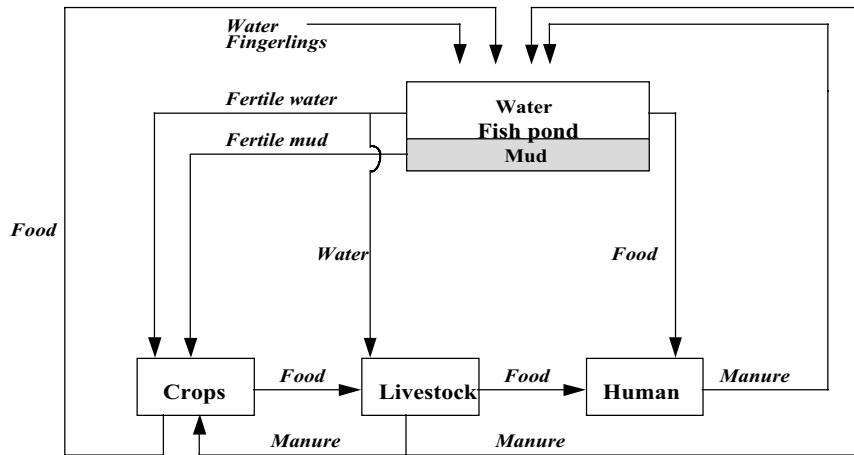 Water
Fingerlings
Fertile water
Water
Fish pond
Fertile mud
Mud
Food
Water
Food
Crops
Food
Livestock
Food
Human
Manure
Manure
Manure